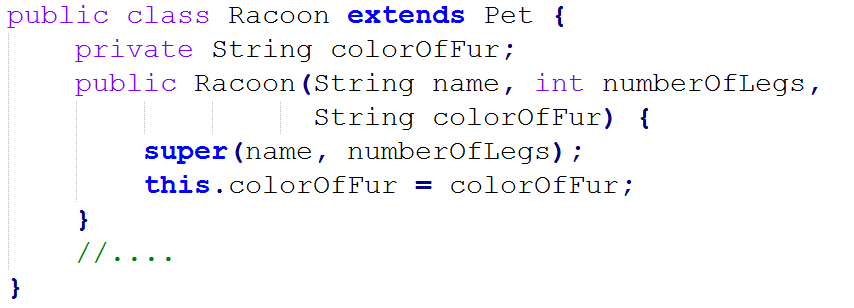 public class Racoon extends Pet {
    private String colorOfFur;
    public Racoon(String name, int numberOfLegs,
                  String colorOfFur) {
        super(name, numberOfLegs);
        this.colorOfFur = colorOfFur;
    }
    //....
}